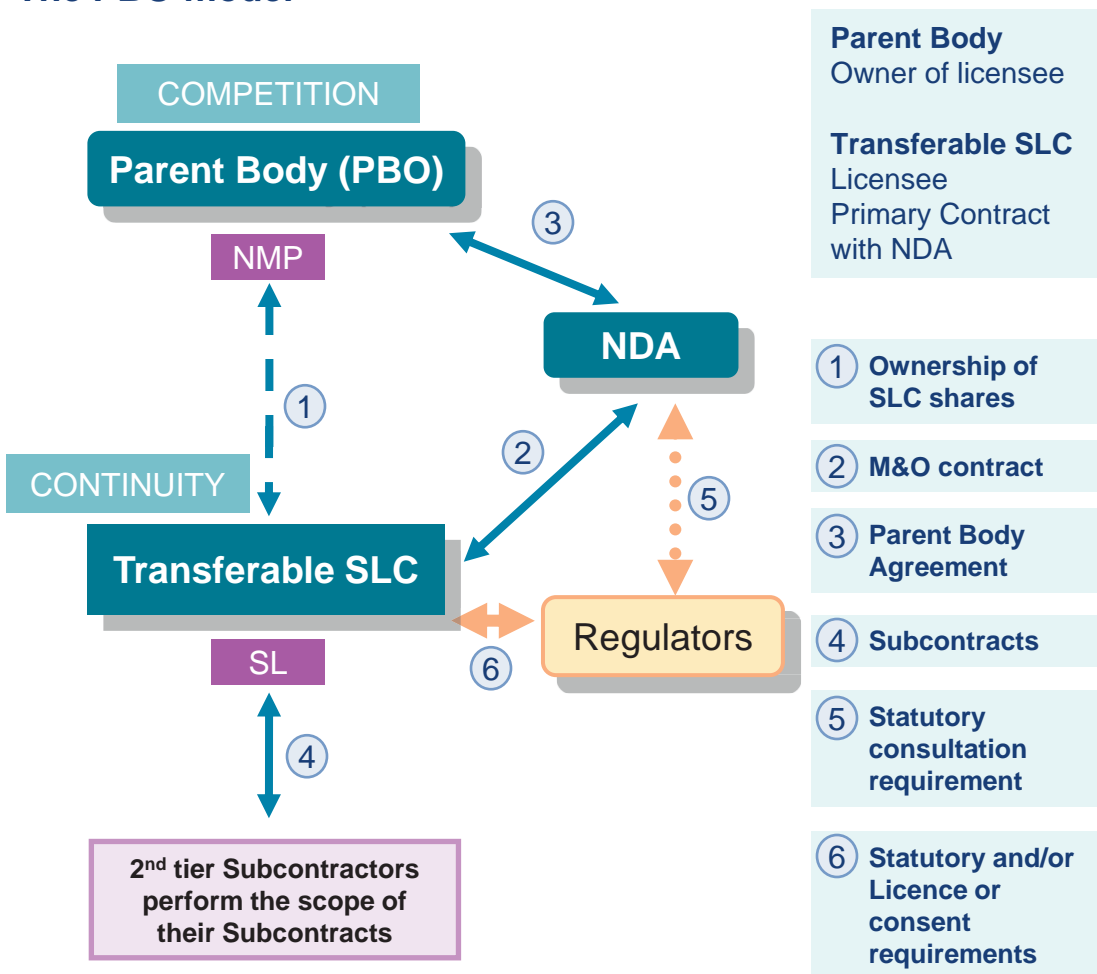 COMPETITION
Parent Body (PBO)
NMP
3
NDA
1
2
5
CONTINUITY
Transferable SLC
Regulators
6
SL
4
2nd tier Subcontractors
perform the scope of
their Subcontracts
Parent Body
Owner of licensee
Transferable SLC
Licensee
Primary Contract
with NDA
1 Ownership of
SLC shares
2 M&O contract
3 Parent Body
Agreement
4 Subcontracts
5 Statutory
consultation
requirement
6 Statutory and/or
Licence or
consent
requirements